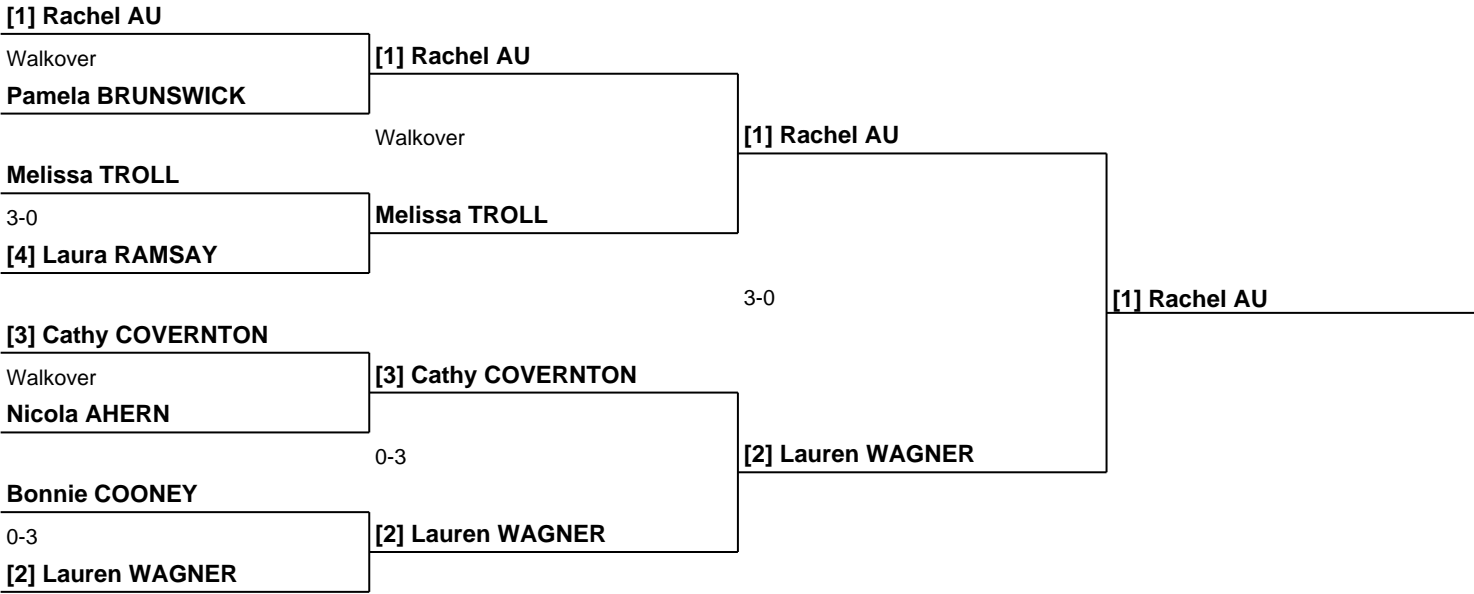 [1] Rachel AU
Walkover
Pamela BRUNSWICK
Melissa TROLL
3-0
[4] Laura RAMSAY
[3] Cathy COVERNTON
Walkover
Nicola AHERN
Bonnie COONEY
0-3
[2] Lauren WAGNER
[1] Rachel AU
Walkover
Melissa TROLL
[3] Cathy COVERNTON
0-3
[2] Lauren WAGNER
[1] Rachel AU
3-0
[2] Lauren WAGNER
[1] Rachel AU